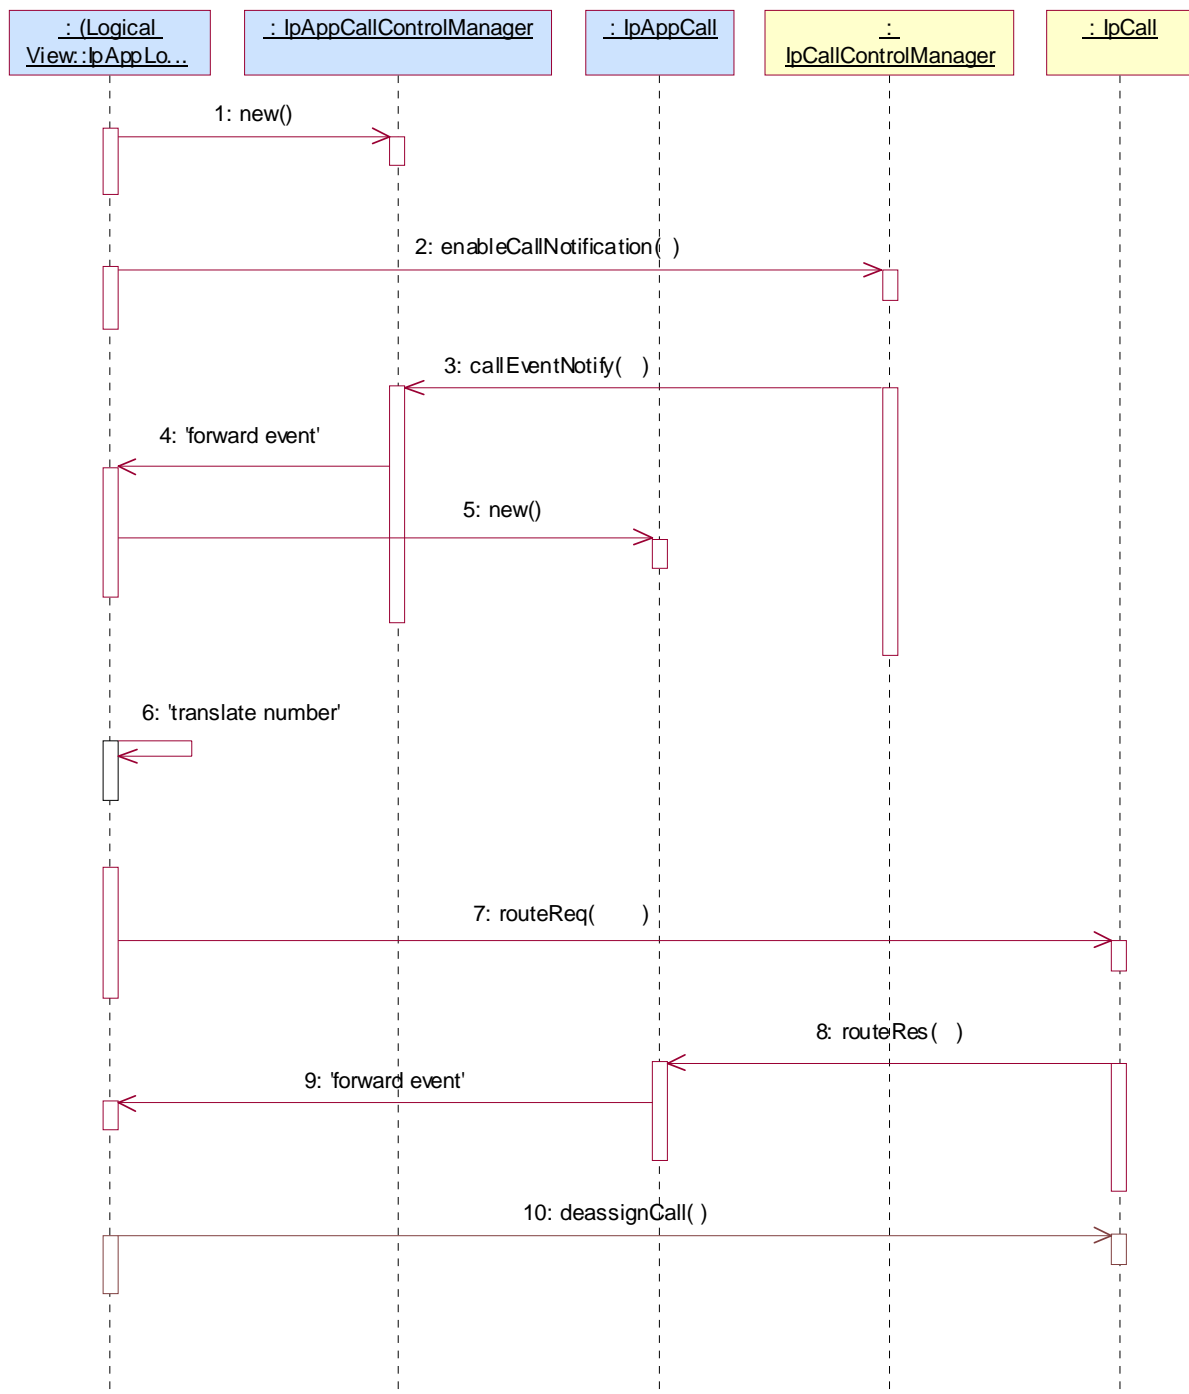 : (Logical
View::IpAppLo...
: IpAppCallControlManager
: IpAppCall
:
IpCallControlManager
: IpCall
1: new()
2: enableCallNotification( )
3: callEventNotify( )
4: 'forward event'
5: new()
6: 'translate number'
7: routeReq( )
8: routeRes( )
9: 'forward event'
10: deassignCall( )